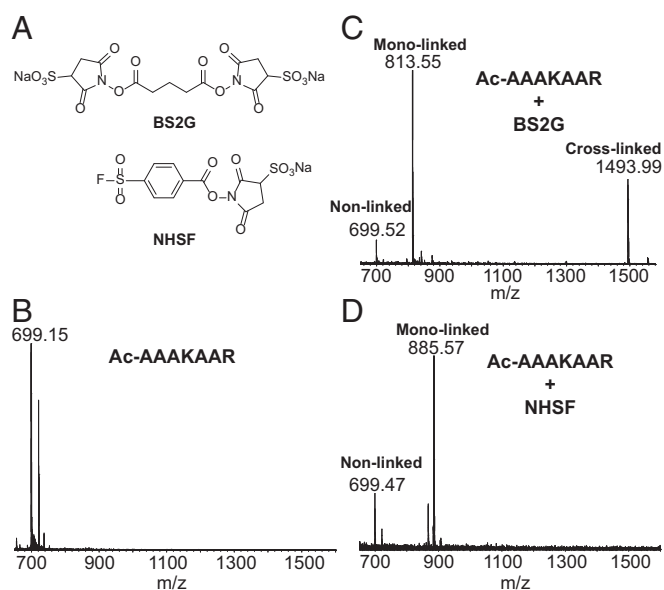 A
NaO₃S
O
O
N
O
O
O
O
O
N
O
O
SO₃Na
BS2G
F
S
O
O
O
O
N
O
O
SO₃Na
NHSF
B
699.15
Ac-AAAKAAR
700 900 1100 1300 1500
m/z
C
Mono-linked
813.55
Ac-AAAKAAR
+
BS2G
Cross-linked
1493.99
Non-linked
699.52
700 900 1100 1300 1500
m/z
D
Mono-linked
885.57
Ac-AAAKAAR
+
NHSF
Non-linked
699.47
700 900 1100 1300 1500
m/z